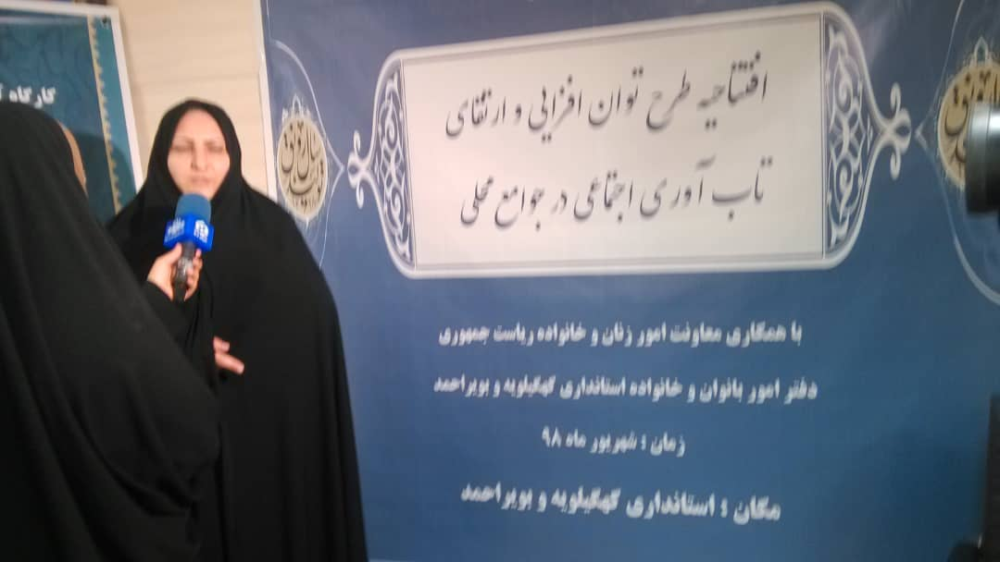 کارگاه
افتتاحیه طرح توان افزایی و ارتقای
تاب آوری اجتماعی در جوامع محلی
با همکاری معاونت امور زنان و خانواده ریاست جمهوری
دفتر امور بانوان و خانواده استانداری کهگیلویه و بویراحمد
زمان : شهریور ماه ۹۸
مکان : استانداری کهگیلویه و بویراحمد